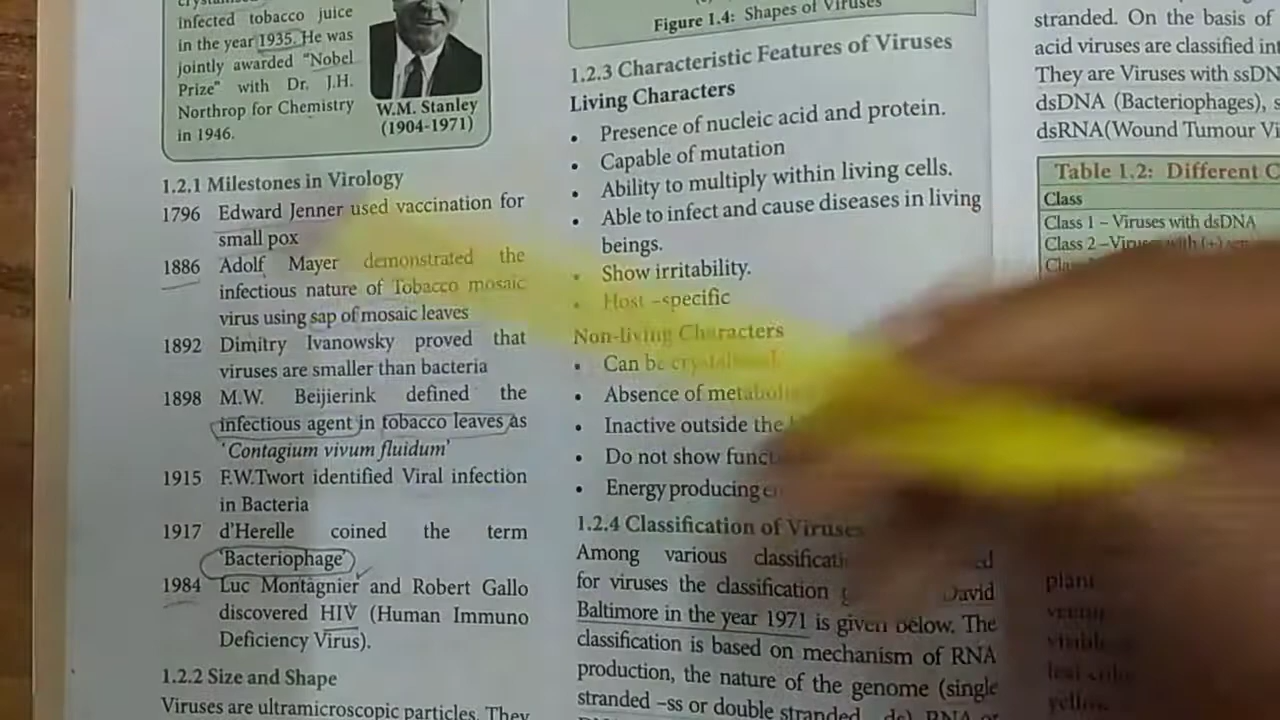 infected tobacco juice
in the year 1935. He was
jointly awarded "Nobel
Prize" with Dr. J.H.
Northrop for Chemistry
in 1946.
W.M. Stanley
(1904-1971)
1.2.1 Milestones in Virology
1796 Edward Jenner used vaccination for
small pox
1886 Adolf Mayer demonstrated the
infectious nature of Tobacco mosaic
virus using sap of mosaic leaves
1892 Dimitry Ivanowsky proved that
viruses are smaller than bacteria
1898 M.W. Beijierink defined the
infectious agent in tobacco leaves as
'Contagium vivum fluidum'
1915 F.W.Twort identified Viral infection
in Bacteria
1917 d'Herelle coined the term
'Bacteriophage'
1984 Luc Montagnier and Robert Gallo
discovered HIV (Human Immuno
Deficiency Virus).
1.2.2 Size and Shape
Viruses are ultramicroscopic particles. They
Figure 1.4: Shapes of Viruses
1.2.3 Characteristic Features of Viruses
Living Characters
• Presence of nucleic acid and protein.
• Capable of mutation
• Ability to multiply within living cells.
• Able to infect and cause diseases in living
beings.
• Show irritability.
• Host –specific
Non-living Characters
• Can be
• Absence of
• Inactive outside the
• Do not show
• Energy producing
1.2.4 Classification of Viruses
Among various
for viruses the classification David
Baltimore in the year 1971 is given below. The
classification is based on mechanism of RNA
production, the nature of the genome (single
stranded –ss or double stranded ds), RNA or
stranded. On the basis of
acid viruses are classified
They are Viruses with
dsDNA (Bacteriophages),
dsRNA(Wound Tumour
Table 1.2: Different
Class
Class 1 – Viruses with dsDNA
Class 2 –Viruses with (+)
plant